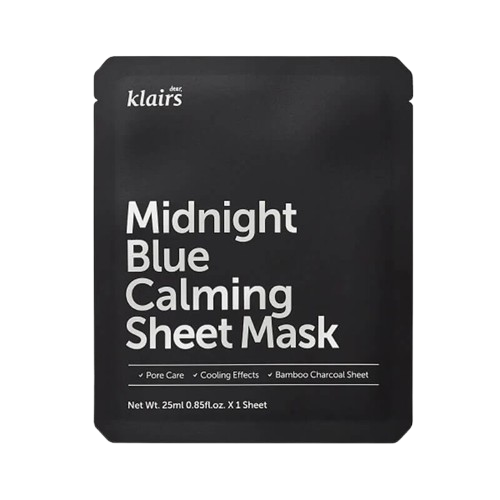 dear,
klairs
Midnight
Blue
Calming
Sheet Mask
✓ Pore Care ✓ Cooling Effects ✓ Bamboo Charcoal Sheet
Net Wt. 25ml 0.85fl.oz. X 1 Sheet